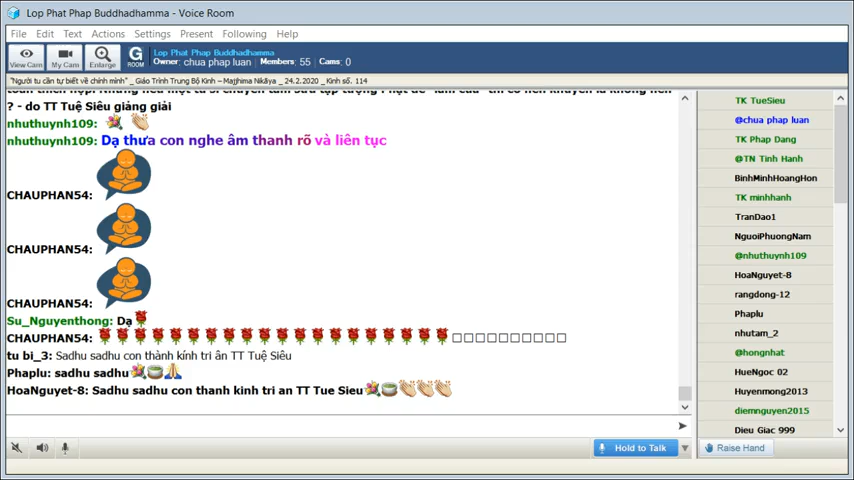 Lop Phat Phap Buddhadhamma - Voice Room
File Edit Text Actions Settings Present Following Help
View Cam My Cam Enlarge G ROOM
Lop Phat Phap Buddhadhamma
Owner: chua phap luan Members: 55 Cams: 0
"Người tu cần tự biết về chính mình" _ Giáo Trình Trung Bộ Kinh – Majjhima Nikāya _ 24.2.2020 _ Kinh số. 114
? - do TT Tuệ Siêu giảng giải
nhuthuynh109:
nhuthuynh109: Dạ thưa con nghe âm thanh rõ và liên tục
CHAUPHAN54:
CHAUPHAN54:
CHAUPHAN54:
Su_Nguyenthong: Dạ
CHAUPHAN54:
tu bi_3: Sadhu sadhu con thành kính tri ân TT Tuệ Siêu
Phaplu: sadhu sadhu
HoaNguyet-8: Sadhu sadhu con thanh kinh tri an TT Tue Sieu
TK TueSieu
@chua phap luan
TK Phap Dang
@TN Tinh Hanh
BinhMinhHoangHon
TK minhhanh
TranDao1
NguoiPhuongNam
@nhuthuynh109
HoaNguyet-8
rangdong-12
Phaplu
nhutam_2
@hongnhat
HueNgoc 02
Huyenmong2013
diemnguyen2015
Dieu Giac 999
Hold to Talk
Raise Hand